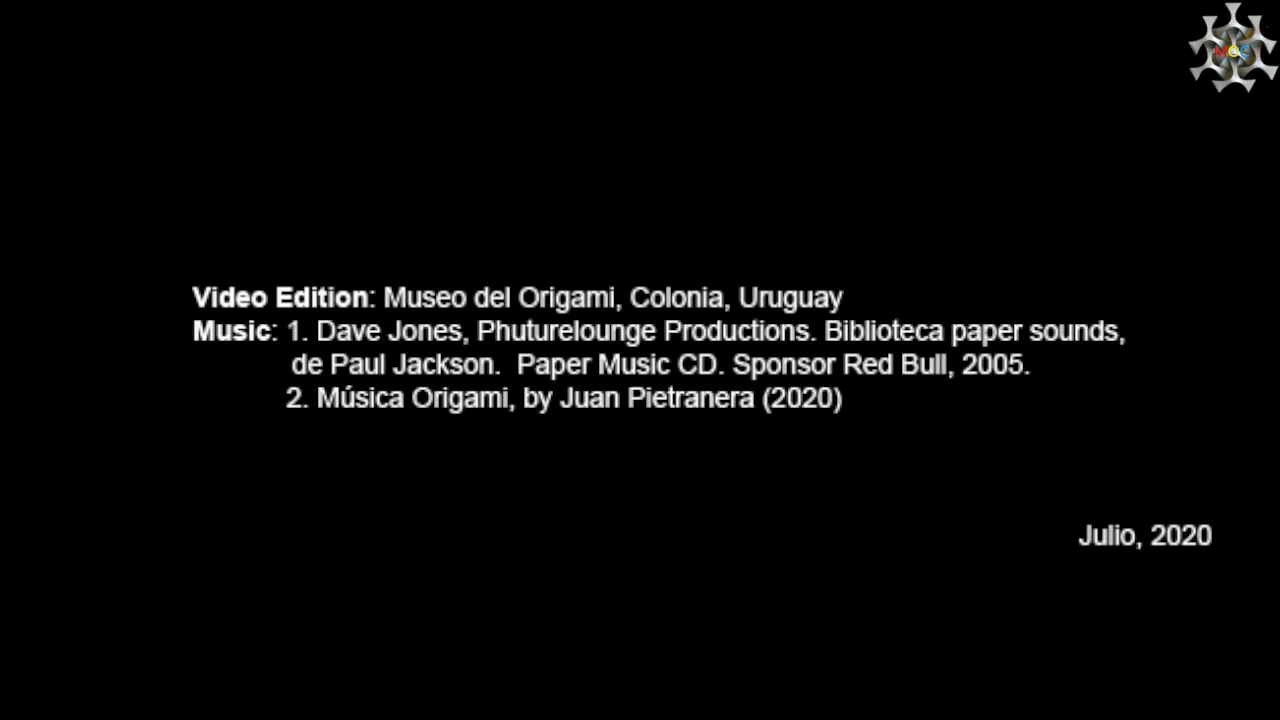 MOC
Video Edition: Museo del Origami, Colonia, Uruguay
Music: 1. Dave Jones, Phuturelounge Productions. Biblioteca paper sounds,
de Paul Jackson.  Paper Music CD. Sponsor Red Bull, 2005.
2. Música Origami, by Juan Pietranera (2020)
Julio, 2020